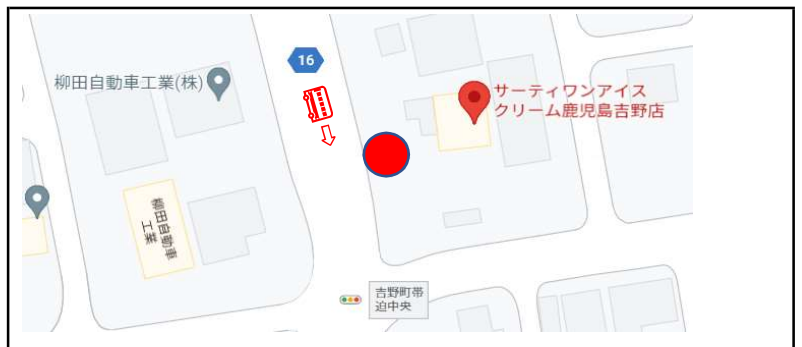 16
柳田自動車工業(株)
サーティワンアイス
クリーム鹿児島吉野店
柳田自動車
工業
吉野町帯
迫中央